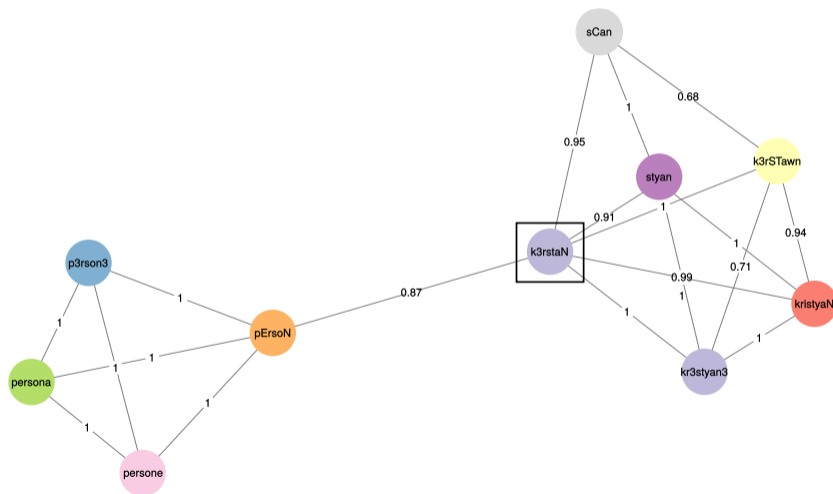 sCan
0.68
1
0.95
k3rSTawn
styan
1
0.91
0.94
1
k3rstaN
p3rson3
0.71
0.99
0.87
1
1
kristyaN
1
1
pErsoN
1
1
1
kr3styan3
persona
1
1
1
persone